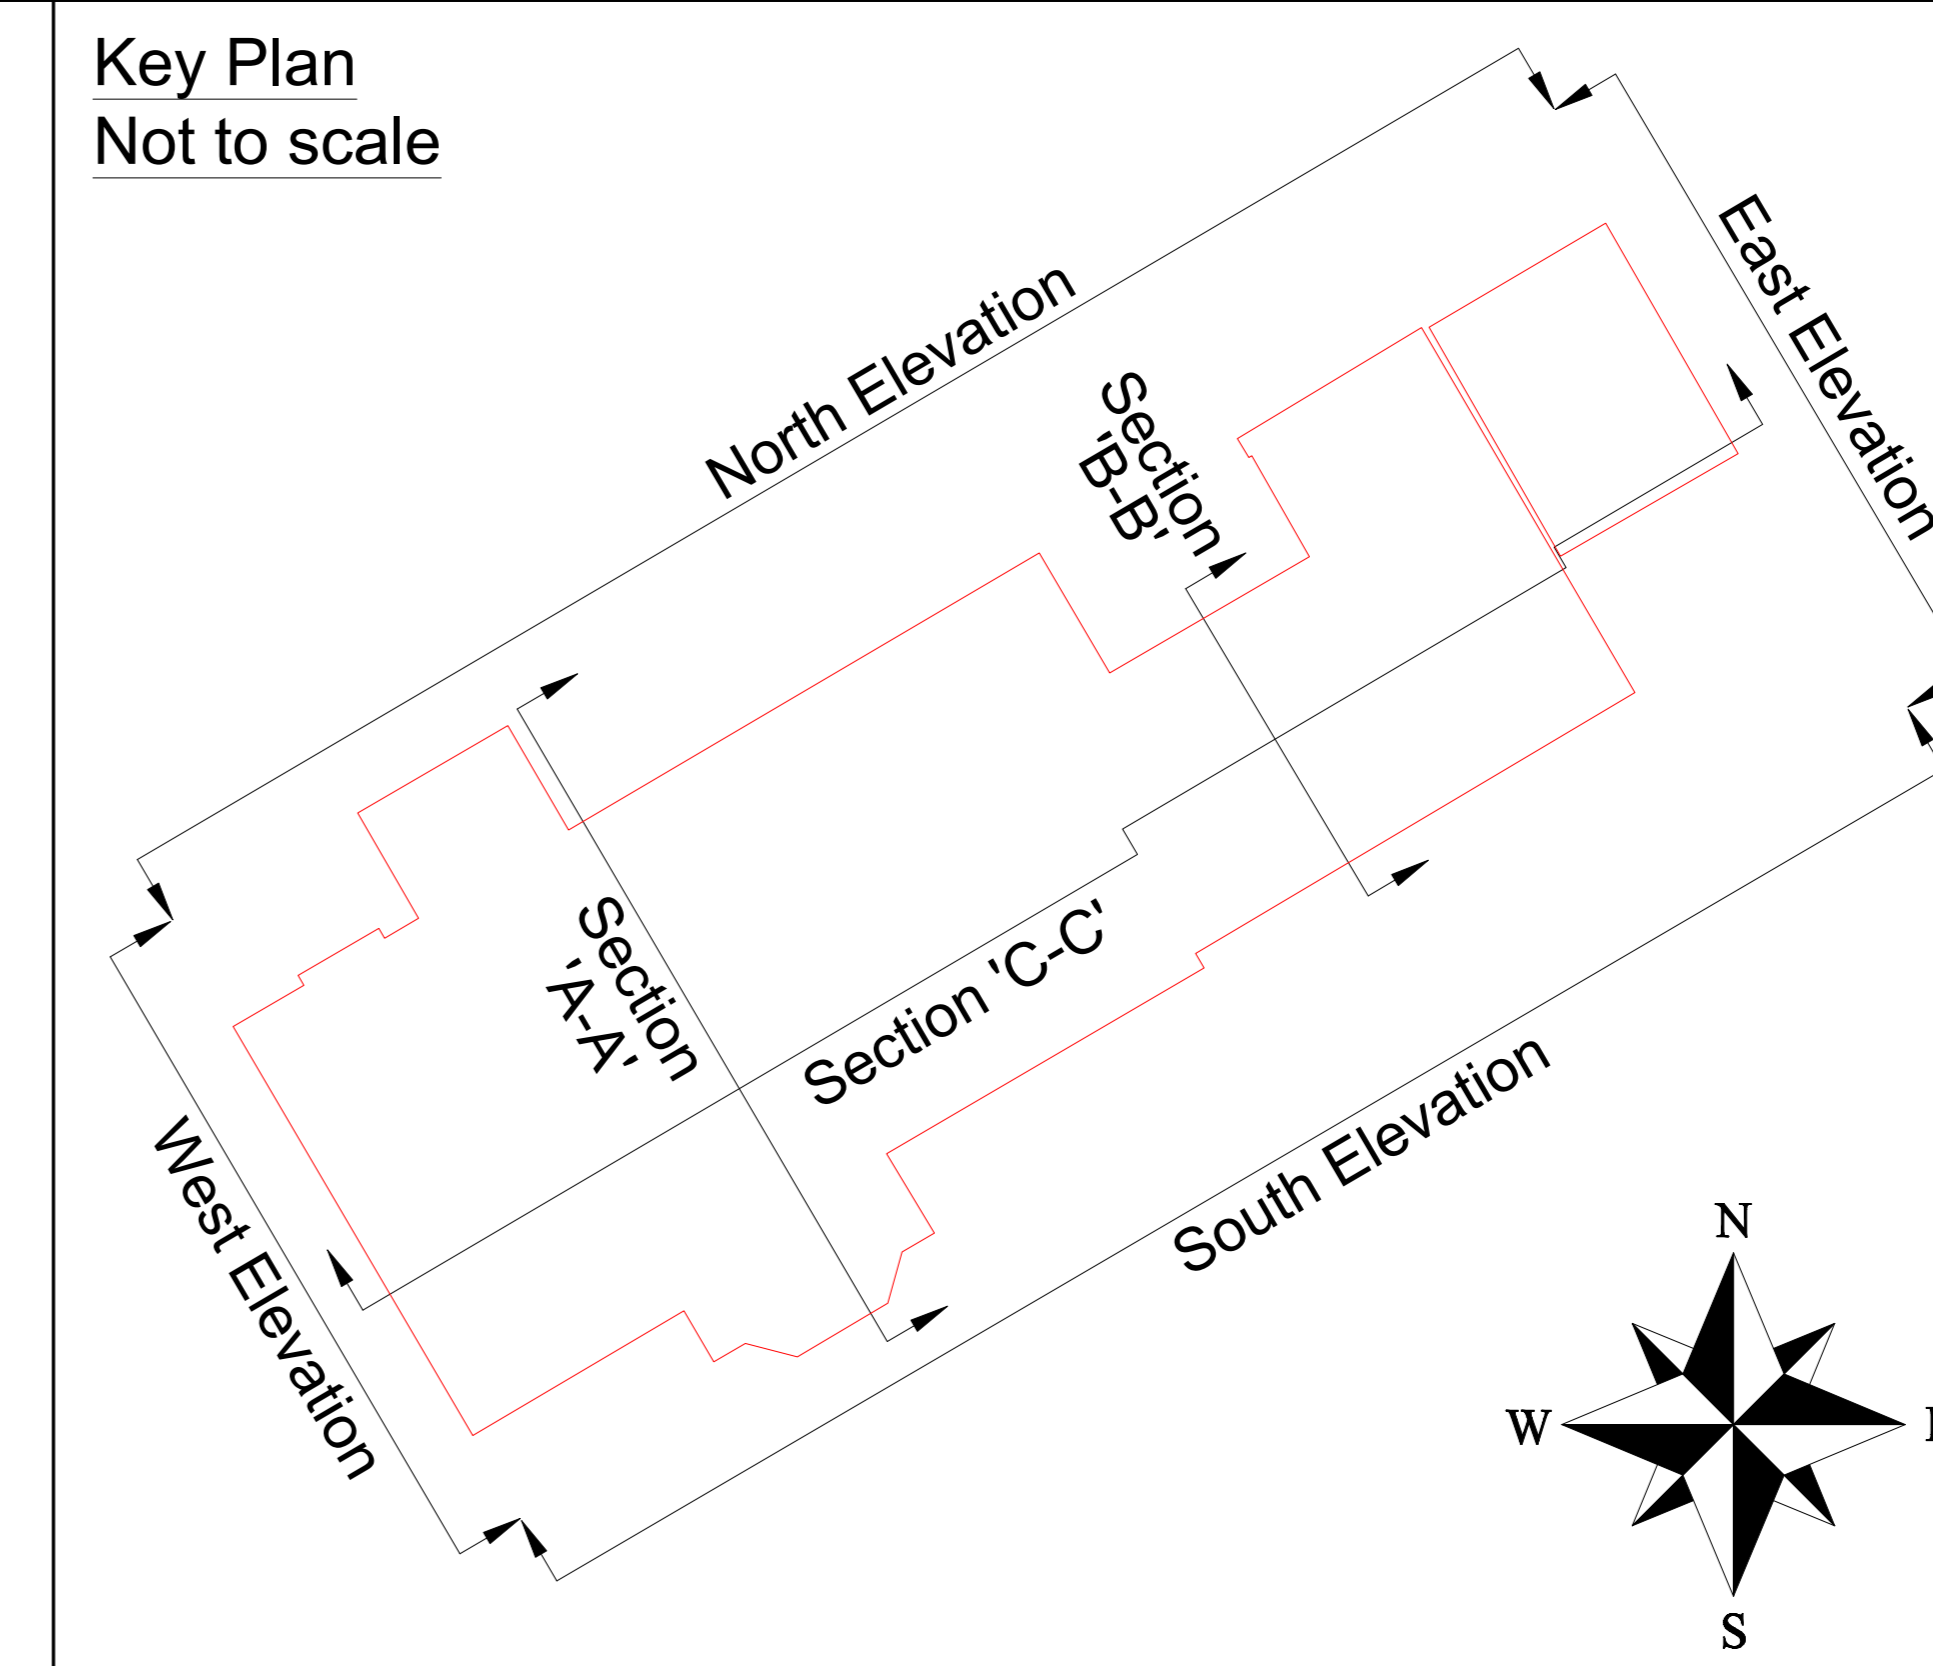 Key Plan
Not to scale
North Elevation
East Elevation
Section
'B-B'
Section
'A-A'
Section 'C-C'
West Elevation
South Elevation
N
W
S